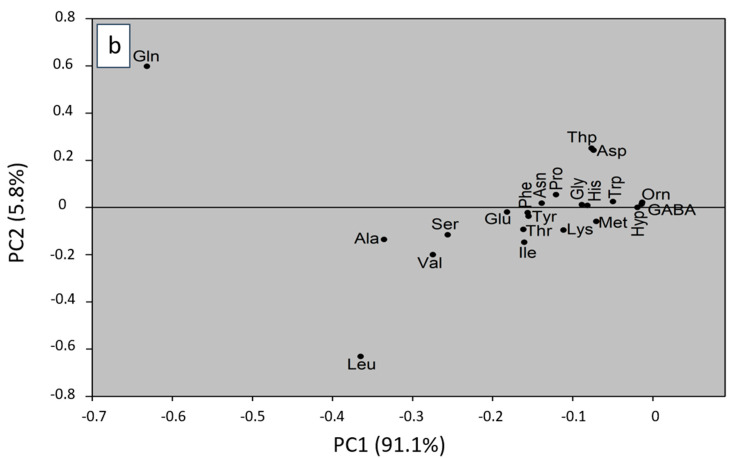 0.8
b
Gln
0.6
0.4
Thp
Asp
0.2
Phe
Asn
Pro
Gly
His
Trp
Orn
0
GABA
Hyp
Glu
Tyr
Met
Ser
Thr
Lys
Ala
Ile
-0.2
Val
-0.4
-0.6
Leu
-0.8
-0.7 -0.6 -0.5 -0.4 -0.3 -0.2 -0.1 0
PC1 (91.1%)
PC2 (5.8%)